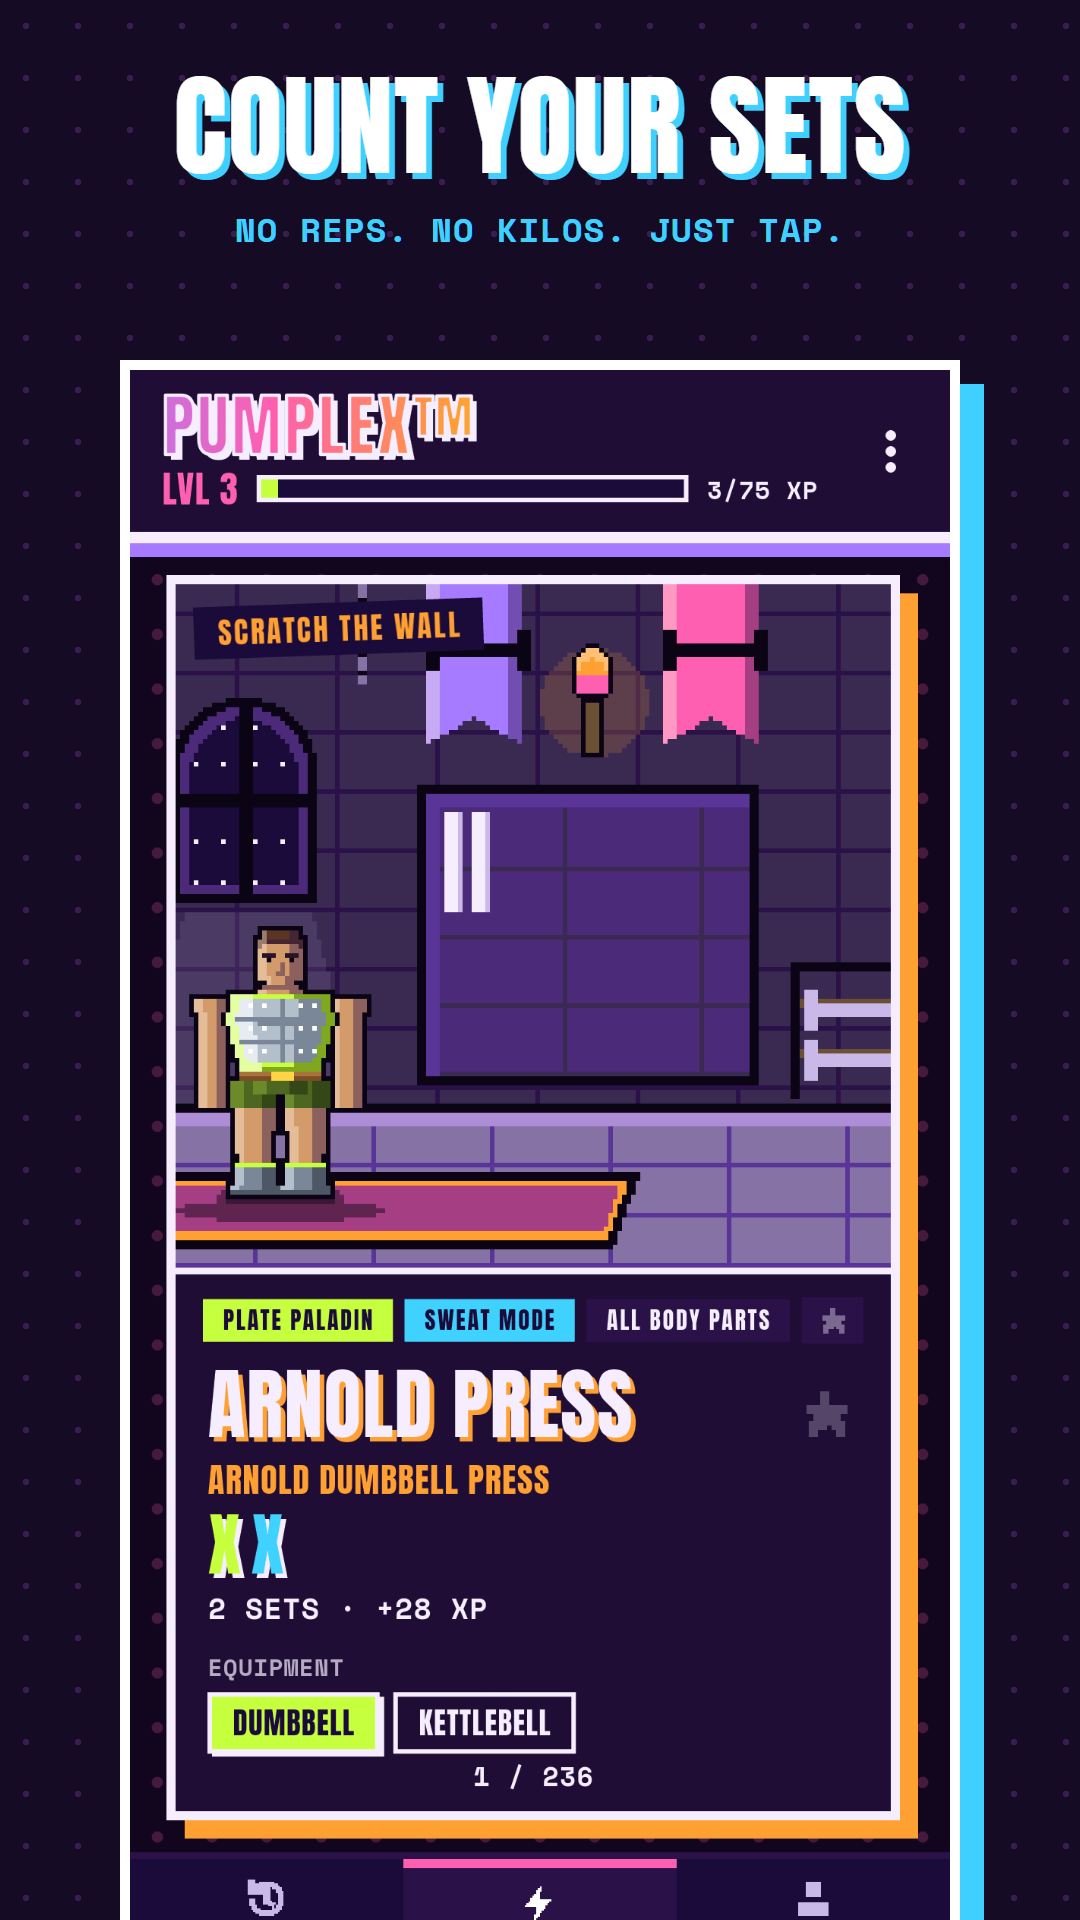 COUNT YOUR SETS
NO REPS. NO KILOS. JUST TAP.
PUMPLEX™
LVL 3
3/75 XP
SCRATCH THE WALL
PLATE PALADIN
SWEAT MODE
ALL BODY PARTS
ARNOLD PRESS
ARNOLD DUMBBELL PRESS
X X
2 SETS · +28 XP
EQUIPMENT
DUMBBELL
KETTLEBELL
1 / 236